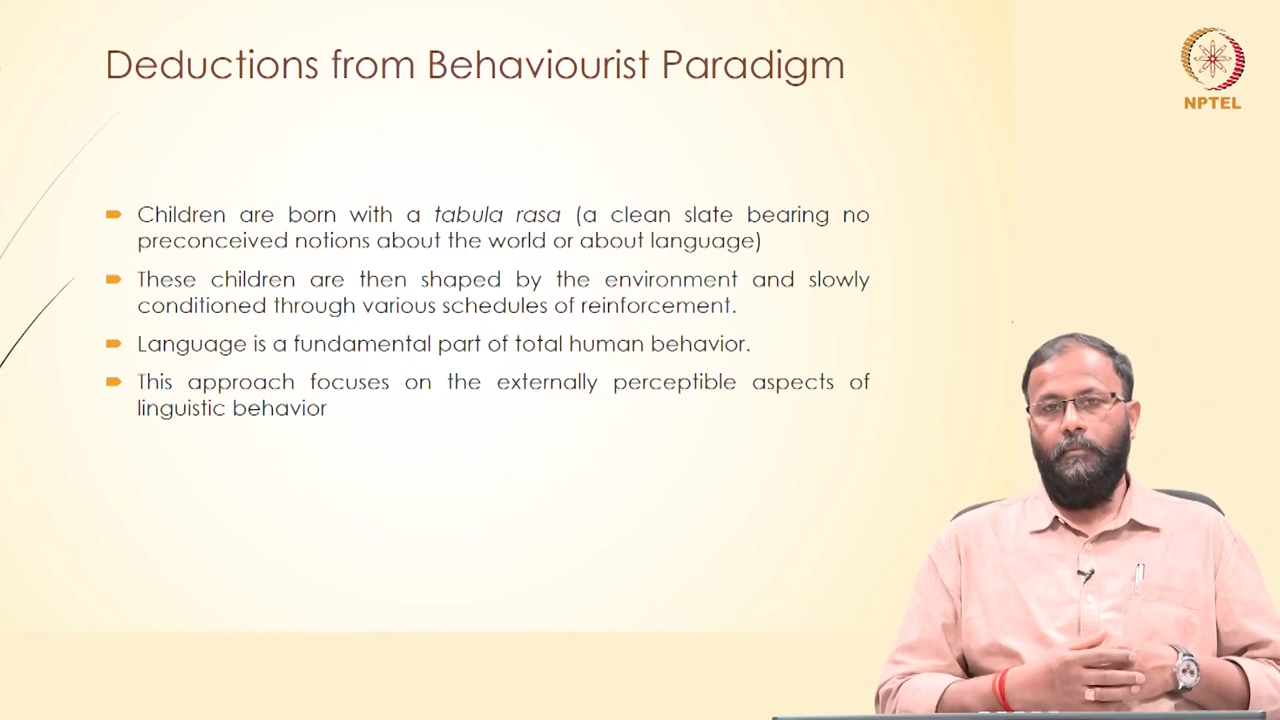 Deductions from Behaviourist Paradigm
NPTEL
Children are born with a tabula rasa (a clean slate bearing no
preconceived notions about the world or about language)
These children are then shaped by the environment and slowly
conditioned through various schedules of reinforcement.
Language is a fundamental part of total human behavior.
This approach focuses on the externally perceptible aspects of
linguistic behavior